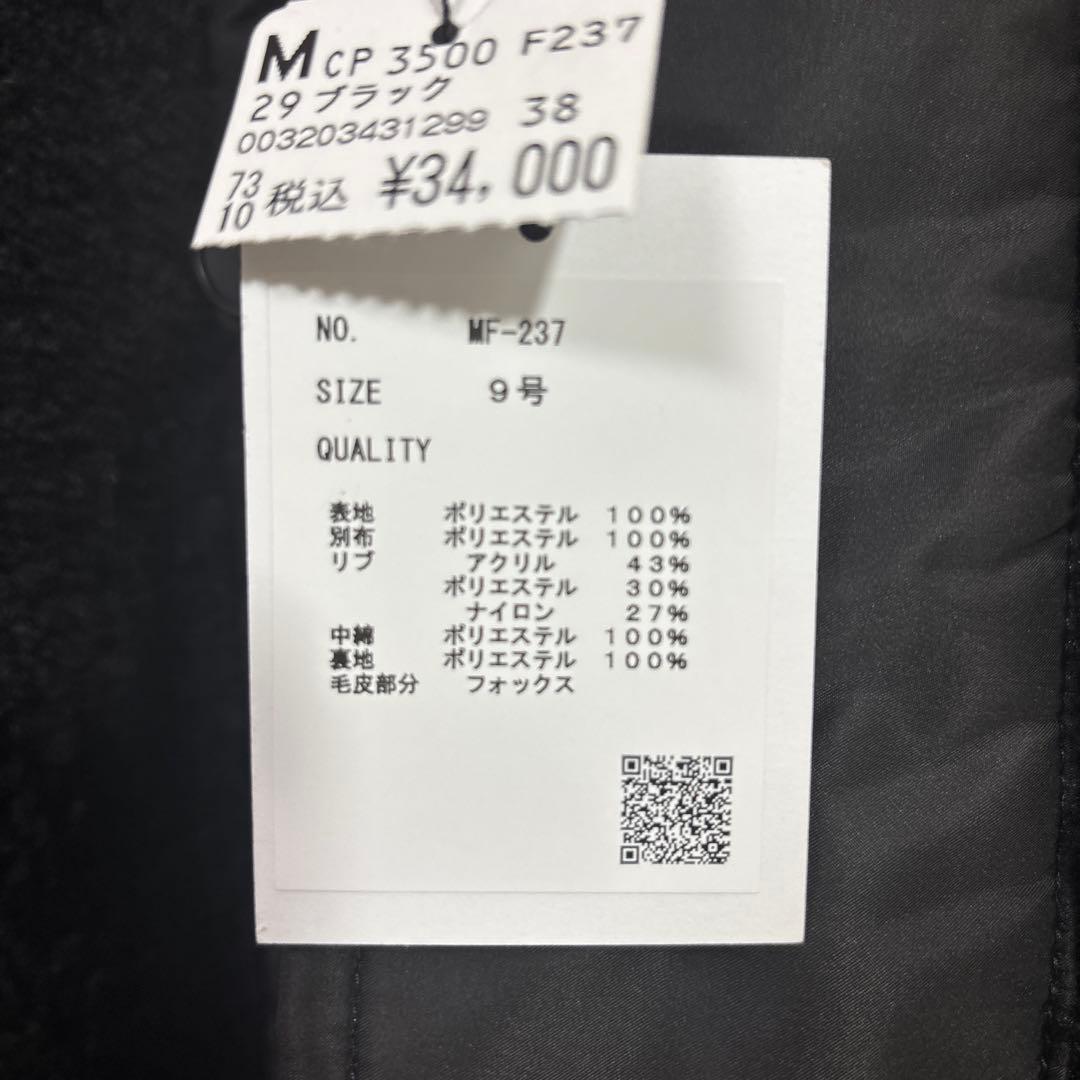 M CP 3500 F237
29 ブラック
003203431299 38
73
10 税込 ¥34,000
NO. MF-237
SIZE 9号
QUALITY
表地 ポリエステル 100%
別布 ポリエステル 100%
リブ アクリル 43%
ポリエステル 30%
ナイロン 27%
中綿 ポリエステル 100%
裏地 ポリエステル 100%
毛皮部分 フォックス